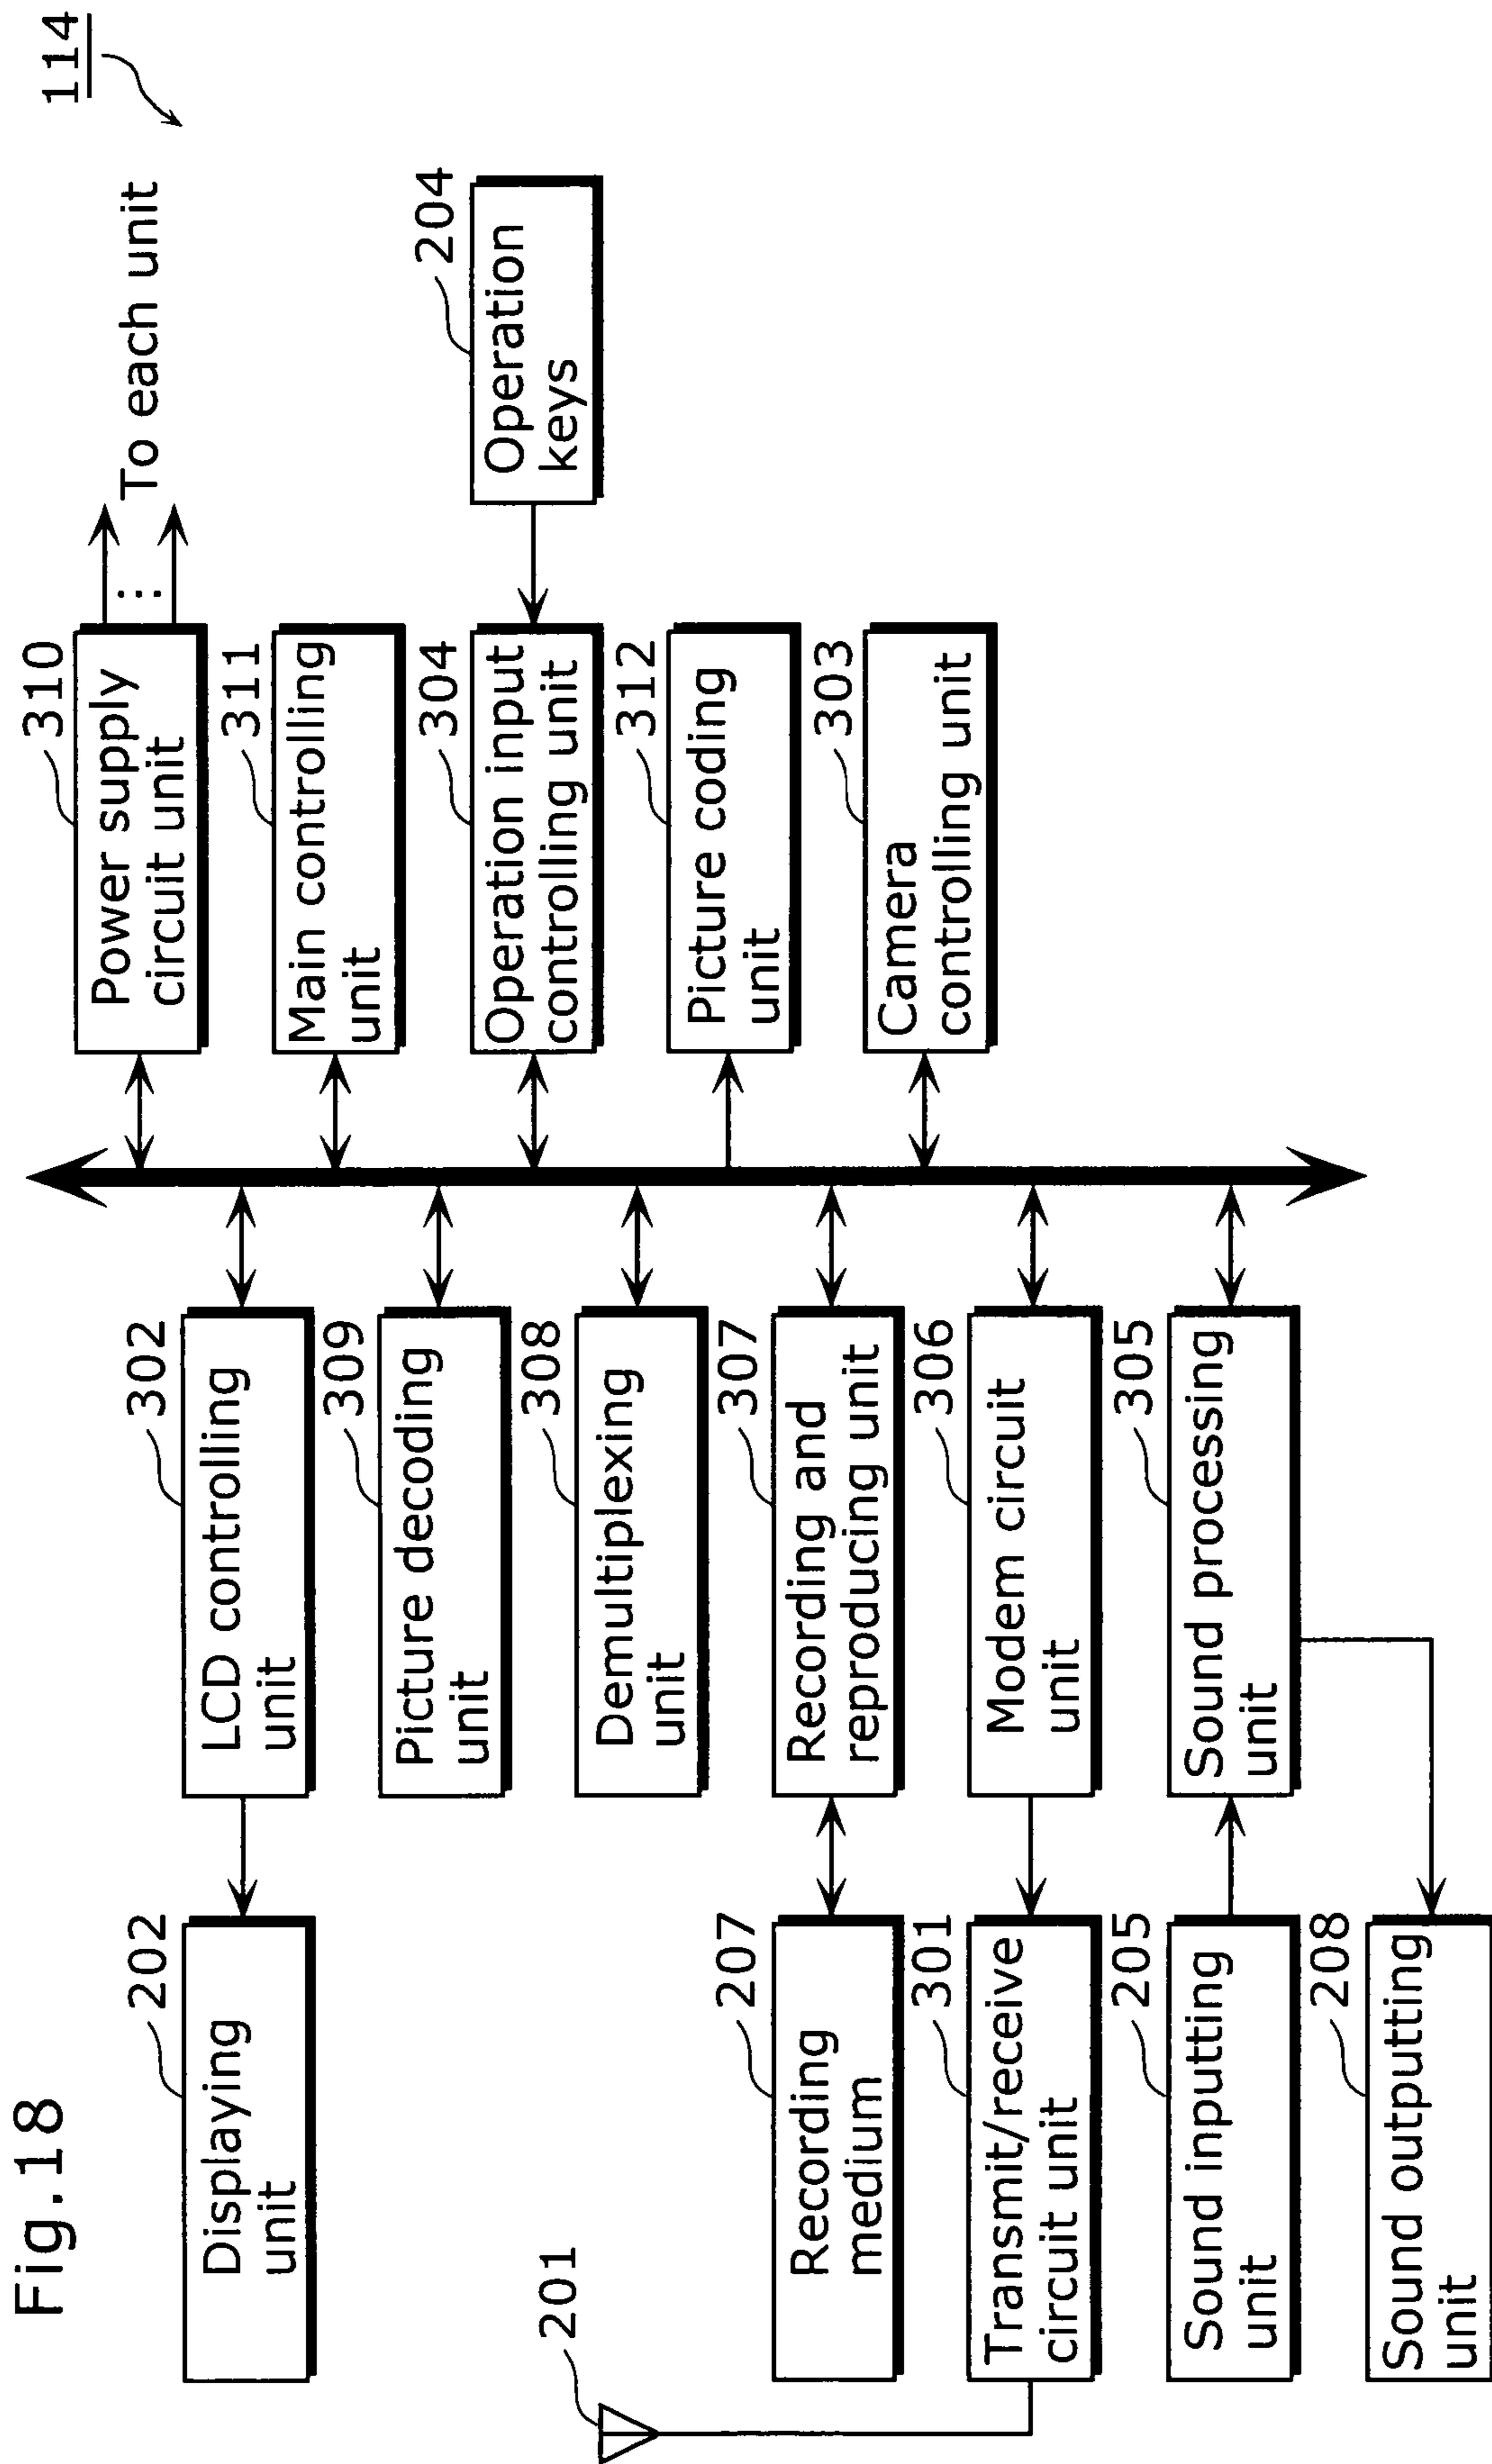 Fig.18
114
202
Displaying
unit
302
LCD controlling
unit
310
Power supply
circuit unit
To each unit
309
Picture decoding
unit
311
Main controlling
unit
201
308
Demultiplexing
unit
304
Operation input
controlling unit
204
Operation
keys
207
Recording
medium
307
Recording and
reproducing unit
312
Picture coding
unit
301
Transmit/receive
circuit unit
306
Modem circuit
unit
303
Camera
controlling unit
205
Sound inputting
unit
305
Sound processing
unit
208
Sound outputting
unit